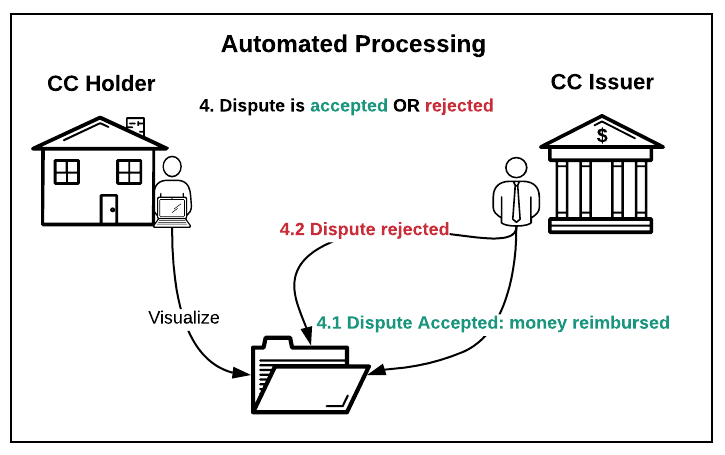 Automated Processing
CC Holder
CC Issuer
4. Dispute is accepted OR rejected
$
4.2 Dispute rejected
Visualize
4.1 Dispute Accepted: money reimbursed